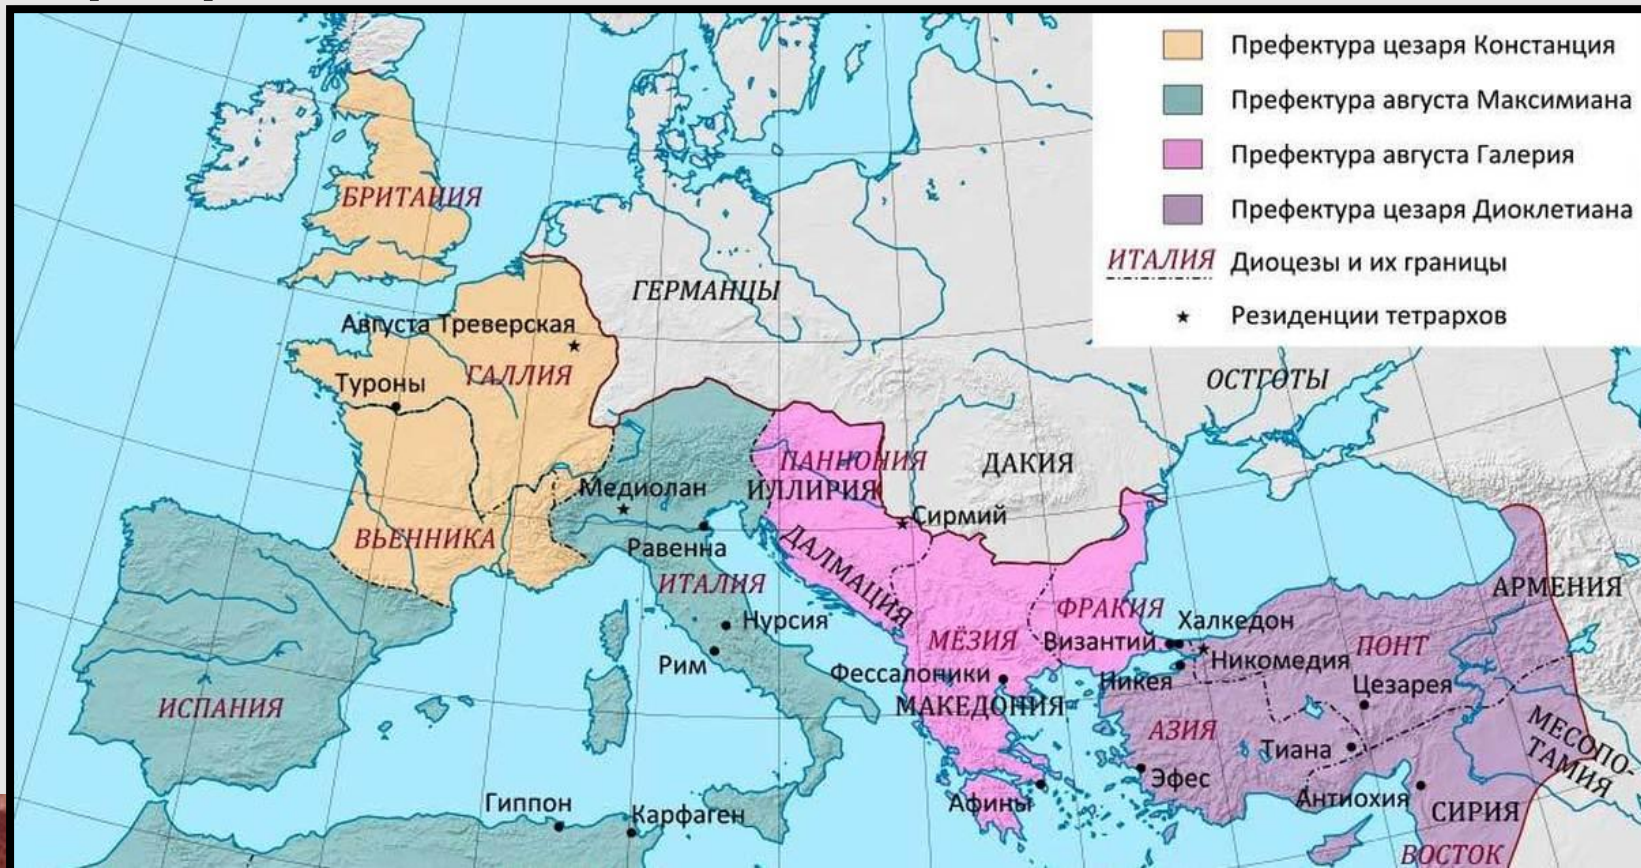 Префектура цезаря Констанция
Префектура августа Максимиана
Префектура августа Галерия
Префектура цезаря Диоклетиана
ИТАЛИЯ Диоцезы и их границы
Резиденции тетрархов
БРИТАНИЯ
ГЕРМАНЦЫ
Августа Треверская
ГАЛЛИЯ
Туроны
ОСТГОТЫ
ПАННОНИЯ
ДАКИЯ
Медиолан
ИЛЛИРИЯ
Сирмий
ВЬЕННИКА
Равенна
ДАЛМАЦИЯ
ИТАЛИЯ
АРМЕНИЯ
ФРАКИЯ
Халкедон
Нурсия
МЁЗИЯ
Византий
ПОНТ
Рим
Никомедия
Фессалоники
Никея
Цезарея
ИСПАНИЯ
МАКЕДОНИЯ
АЗИЯ
МЕСОПО-
ТАМИЯ
Тиана
Эфес
Гиппон
Карфаген
Афины
Антиохия
СИРИЯ
ВОСТОК